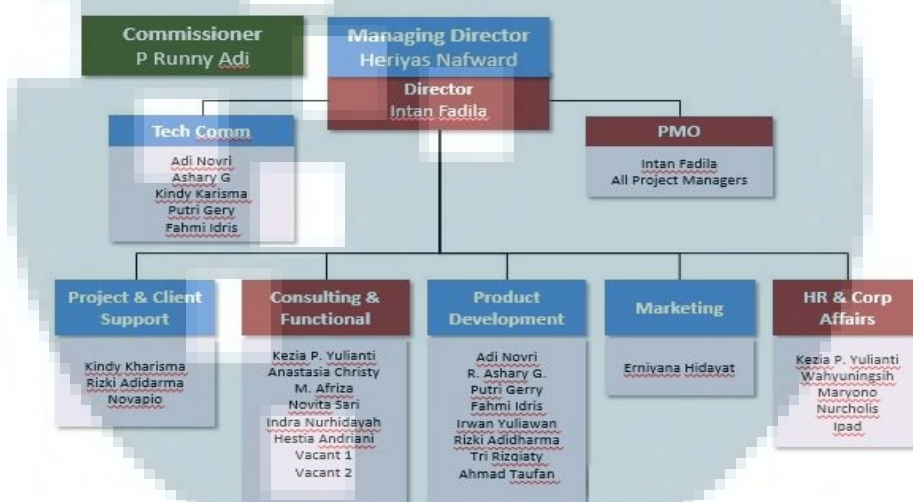 Commissioner
P Runny Adi
Managing Director
Heriyas Nafward
Director
Intan Fadila
Tech Comm
Adi Novri
Ashary G
Kindy Karisma
Putri Gery
Fahmi Idris
PMO
Intan Fadila
All Project Managers
Project & Client
Support
Kindy Kharisma
Rizki Adidarma
Novapio
Consulting &
Functional
Kezia P. Yulianti
Anastasia Christy
M. Afriza
Novita Sari
Indra Nurhidayah
Hestia Andriani
Vacant 1
Vacant 2
Product
Development
Adi Novri
R. Ashary G.
Putri Gerry
Fahmi Idris
Irwan Yuliawan
Rizki Adidharma
Tri Rizqiaty
Ahmad Taufan
Marketing
Erniyana Hidayat
HR & Corp
Affairs
Kezia P. Yulianti
Wahyuningsih
Maryono
Nurcholis
Ipad